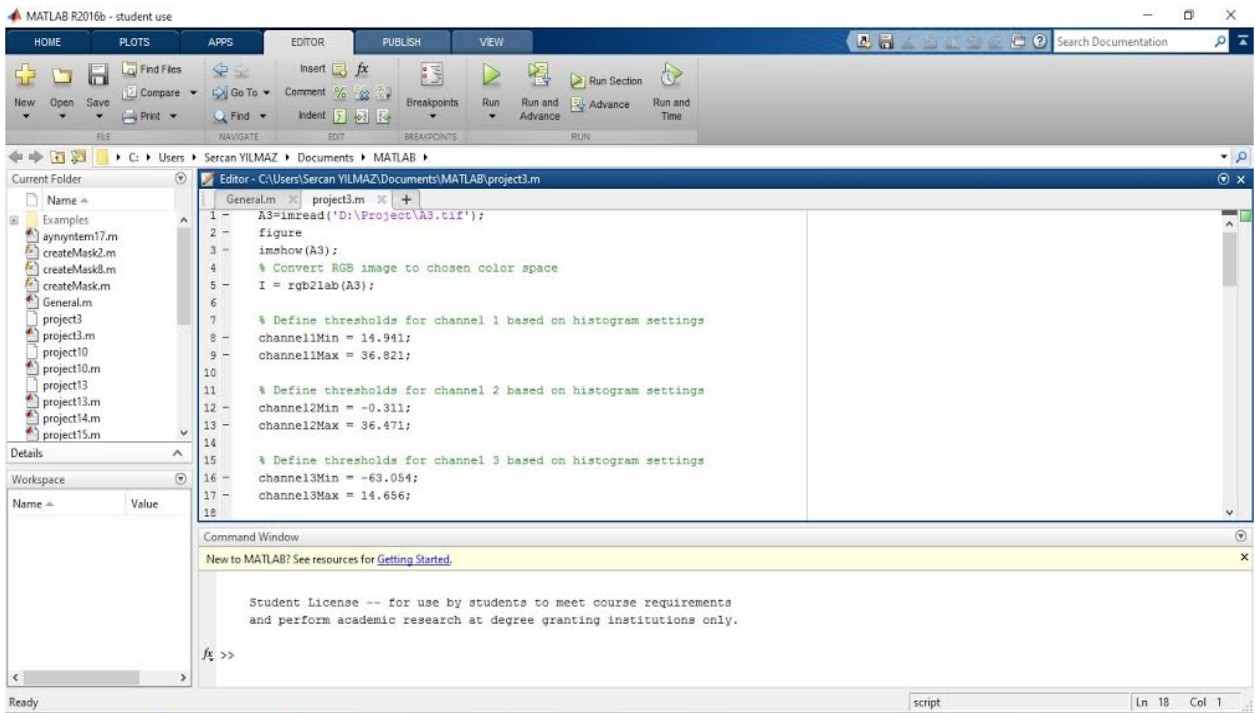 MATLAB R2016b - student use
HOME PLOTS APPS EDITOR PUBLISH VIEW
Search Documentation
New Open Save
Find Files
Compare
Print
Go To
Find
Insert fx
Comment
Indent
Breakpoints
Run
Run and Advance
Run Section
Advance
Run and Time
FILE NAVIGATE EDIT BREAKPOINTS RUN
C: Users Sercan YILMAZ Documents MATLAB
Current Folder
Name
Examples
aynıyntem17.m
createMask2.m
createMask8.m
createMask.m
General.m
project3
project3.m
project10
project10.m
project13
project13.m
project14.m
project15.m
Details
Workspace
Name Value
Editor - C:\Users\Sercan YILMAZ\Documents\MATLAB\project3.m
General.m project3.m +
1 - A3=imread('D:\Project\A3.tif');
2 - figure
3 - imshow(A3);
4 % Convert RGB image to chosen color space
5 - I = rgb2lab(A3);
6
7 % Define thresholds for channel 1 based on histogram settings
8 - channel1Min = 14.941;
9 - channel1Max = 36.821;
10
11 % Define thresholds for channel 2 based on histogram settings
12 - channel2Min = -0.311;
13 - channel2Max = 36.471;
14
15 % Define thresholds for channel 3 based on histogram settings
16 - channel3Min = -63.054;
17 - channel3Max = 14.656;
18
Command Window
New to MATLAB? See resources for Getting Started.
Student License -- for use by students to meet course requirements
and perform academic research at degree granting institutions only.
fx >>
Ready script Ln 18 Col 1